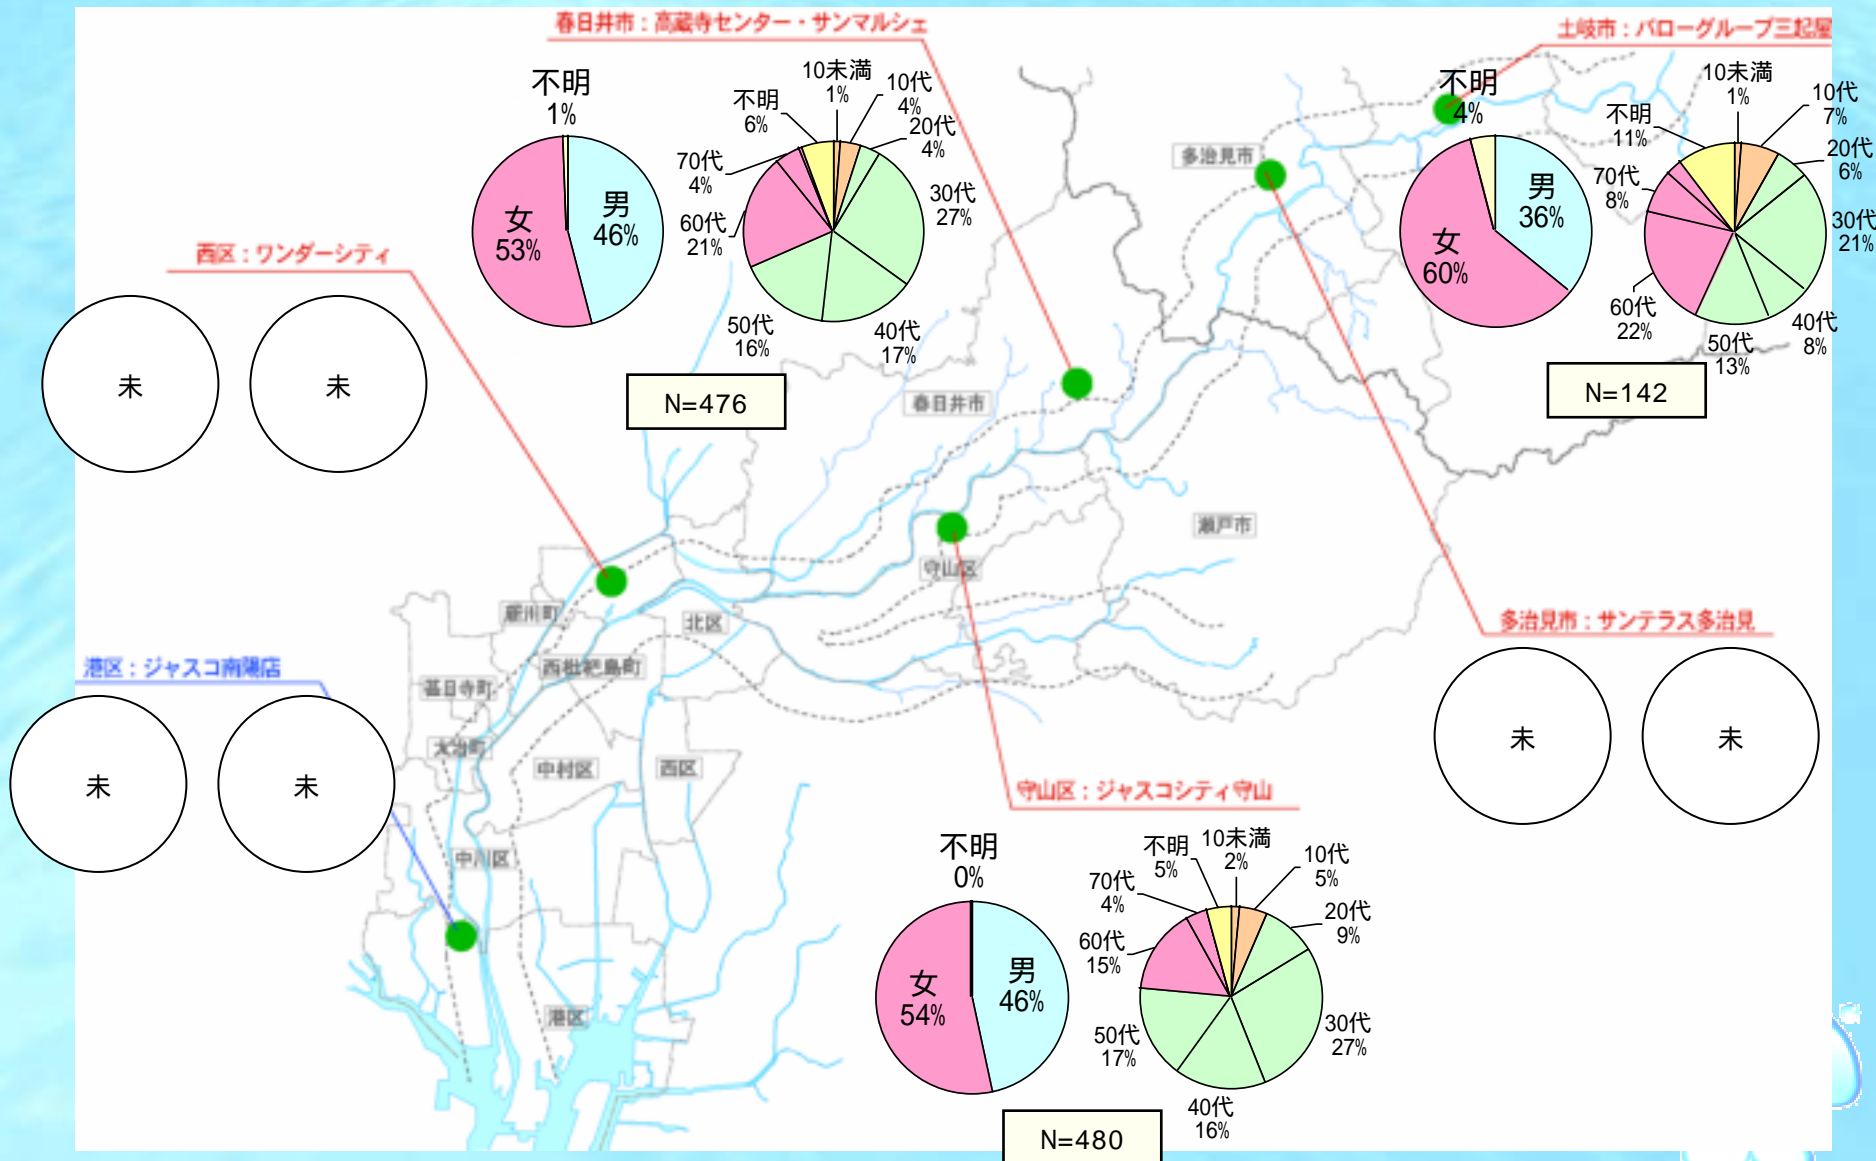 春日井市：高蔵寺センター・サンマルシェ
土岐市：バローグループ三起屋
不明
1%
女
53%
男
46%
10未満
1%
10代
4%
20代
4%
30代
27%
40代
17%
50代
16%
60代
21%
70代
4%
不明
6%
N=476
不明
4%
女
60%
男
36%
10未満
1%
10代
7%
20代
6%
30代
21%
40代
8%
50代
13%
60代
22%
70代
8%
不明
11%
N=142
西区：ワンダーシティ
未
未
多治見市
春日井市
瀬戸市
守山区
新川町
北区
西枇杷島町
甚目寺町
大治町
中村区
西区
中川区
港区
港区：ジャスコ南陽店
未
未
多治見市：サンテラス多治見
未
未
守山区：ジャスコシティ守山
不明
0%
女
54%
男
46%
10未満
2%
10代
5%
20代
9%
30代
27%
40代
16%
50代
17%
60代
15%
70代
4%
不明
5%
N=480